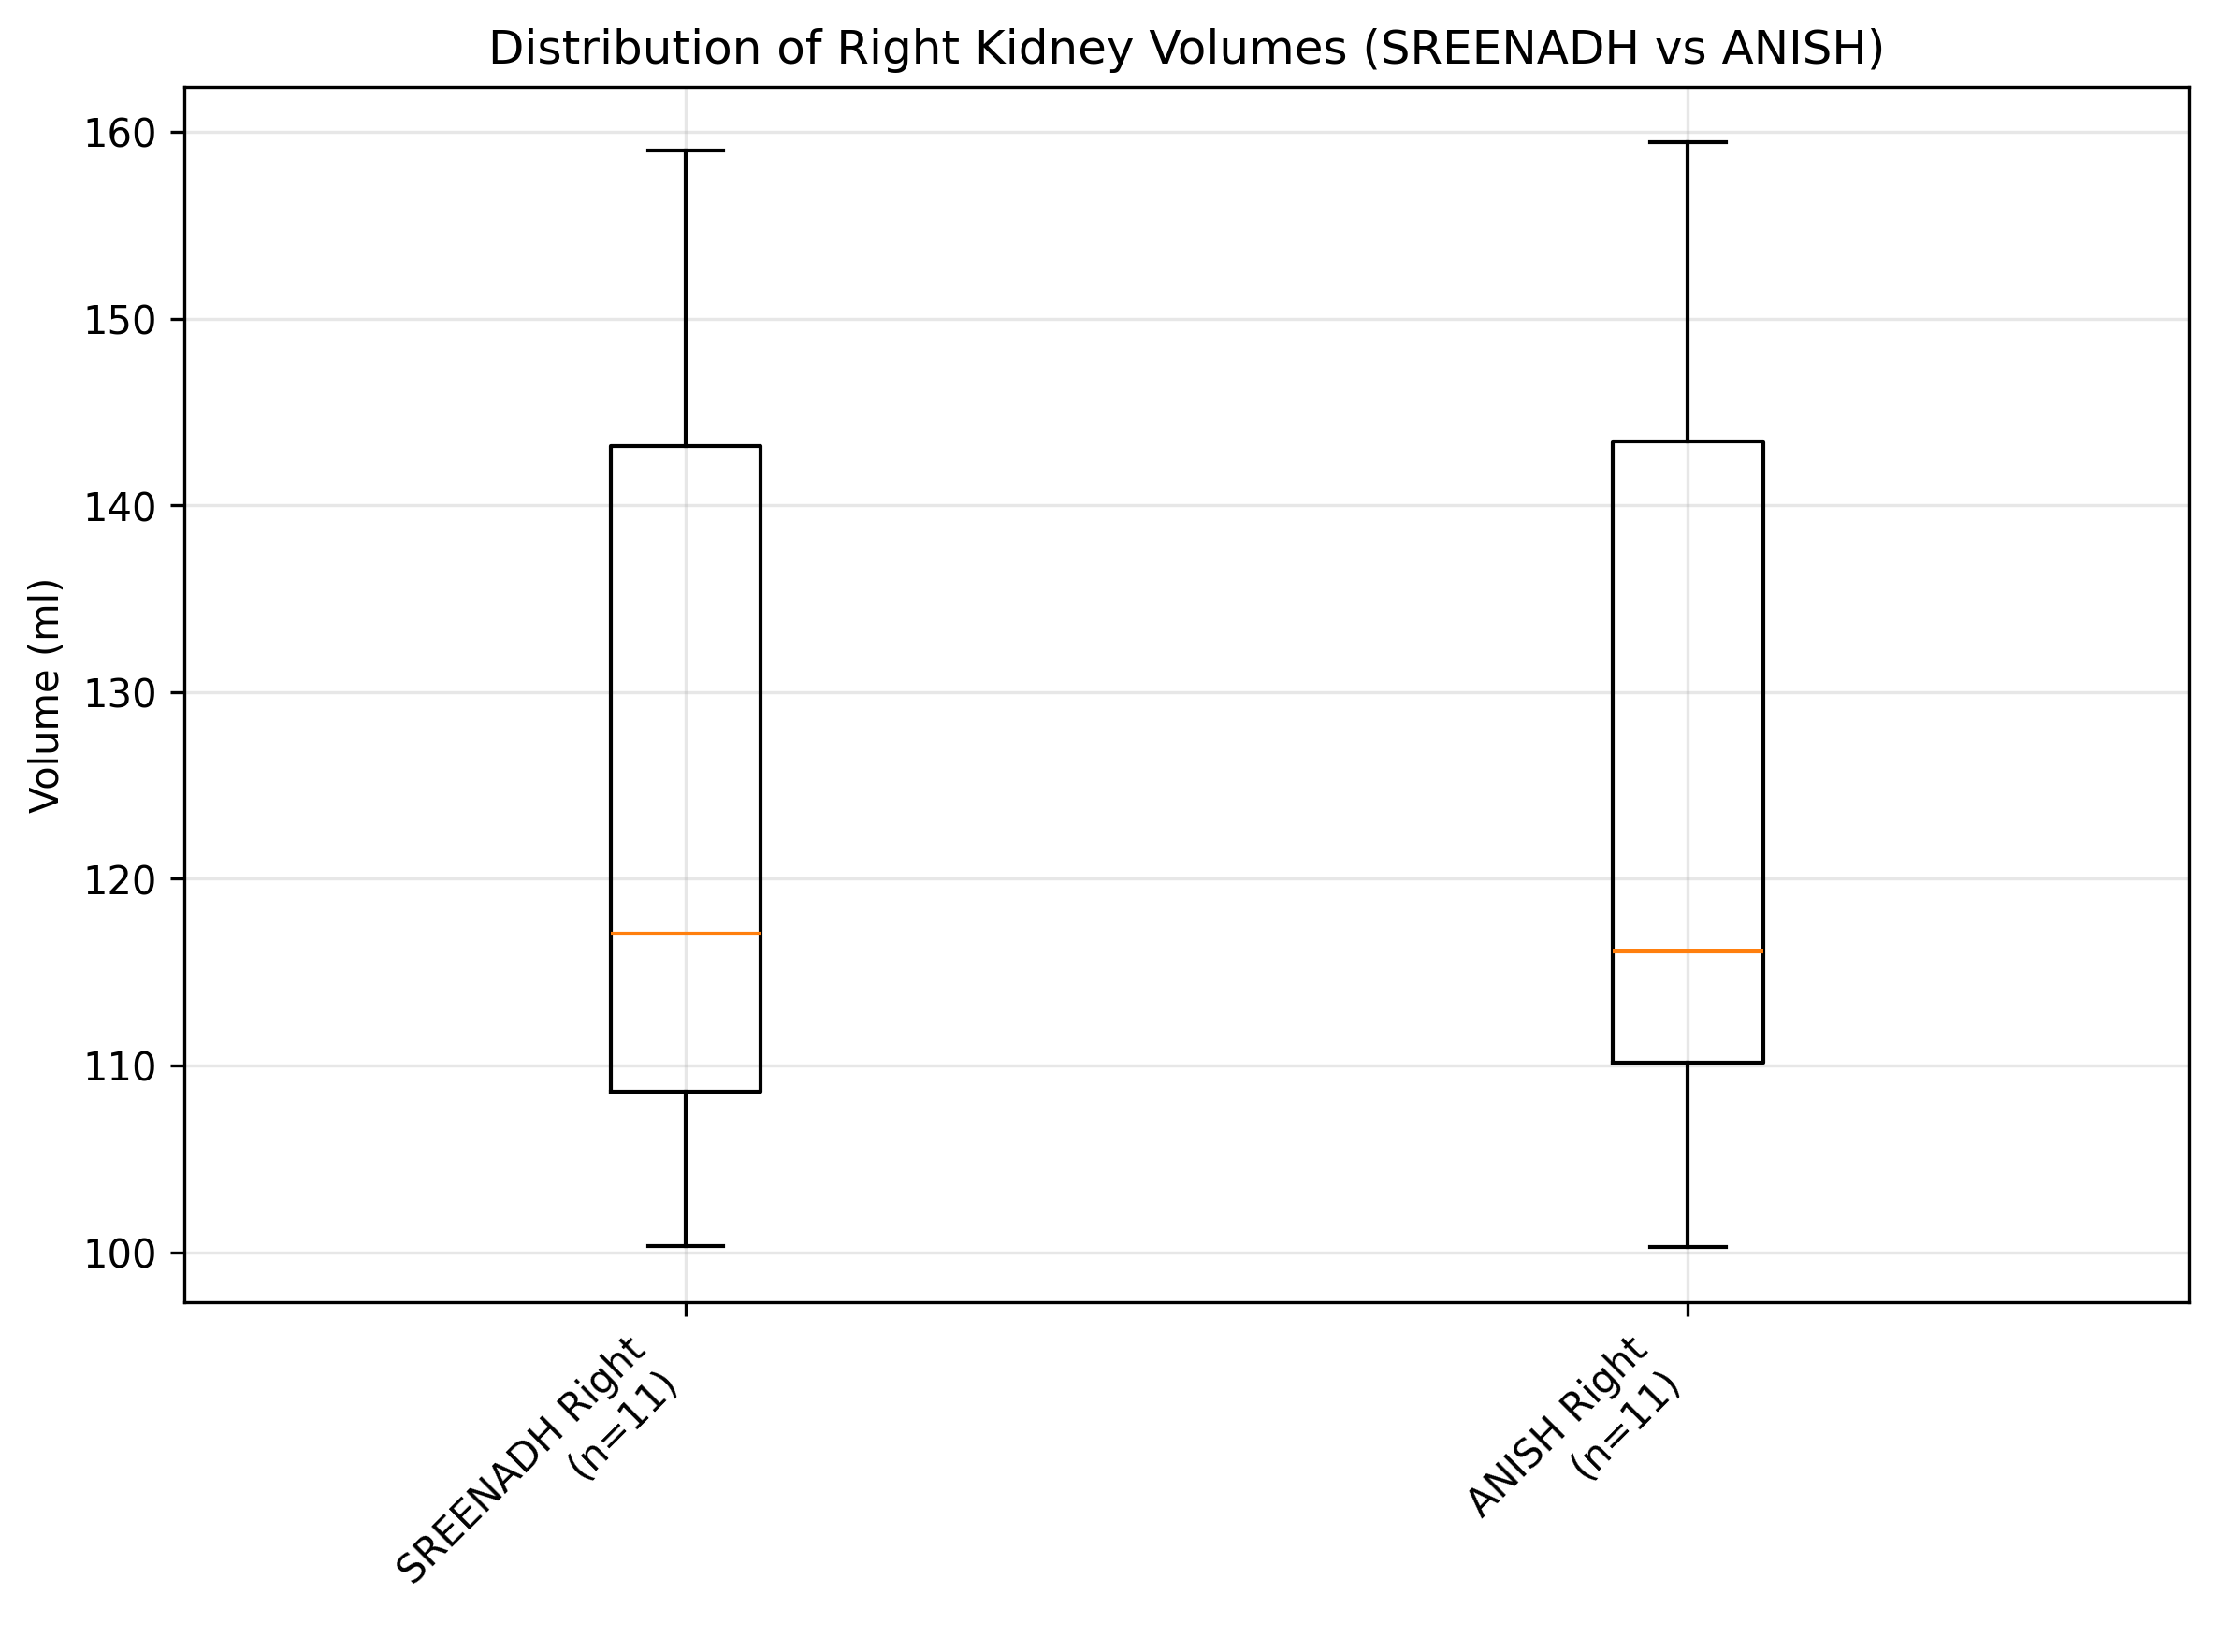 Distribution of Right Kidney Volumes (SREENADH vs ANISH)
Volume (ml)
160
150
140
130
120
110
100
SREENADH Right
(n=11)
ANISH Right
(n=11)